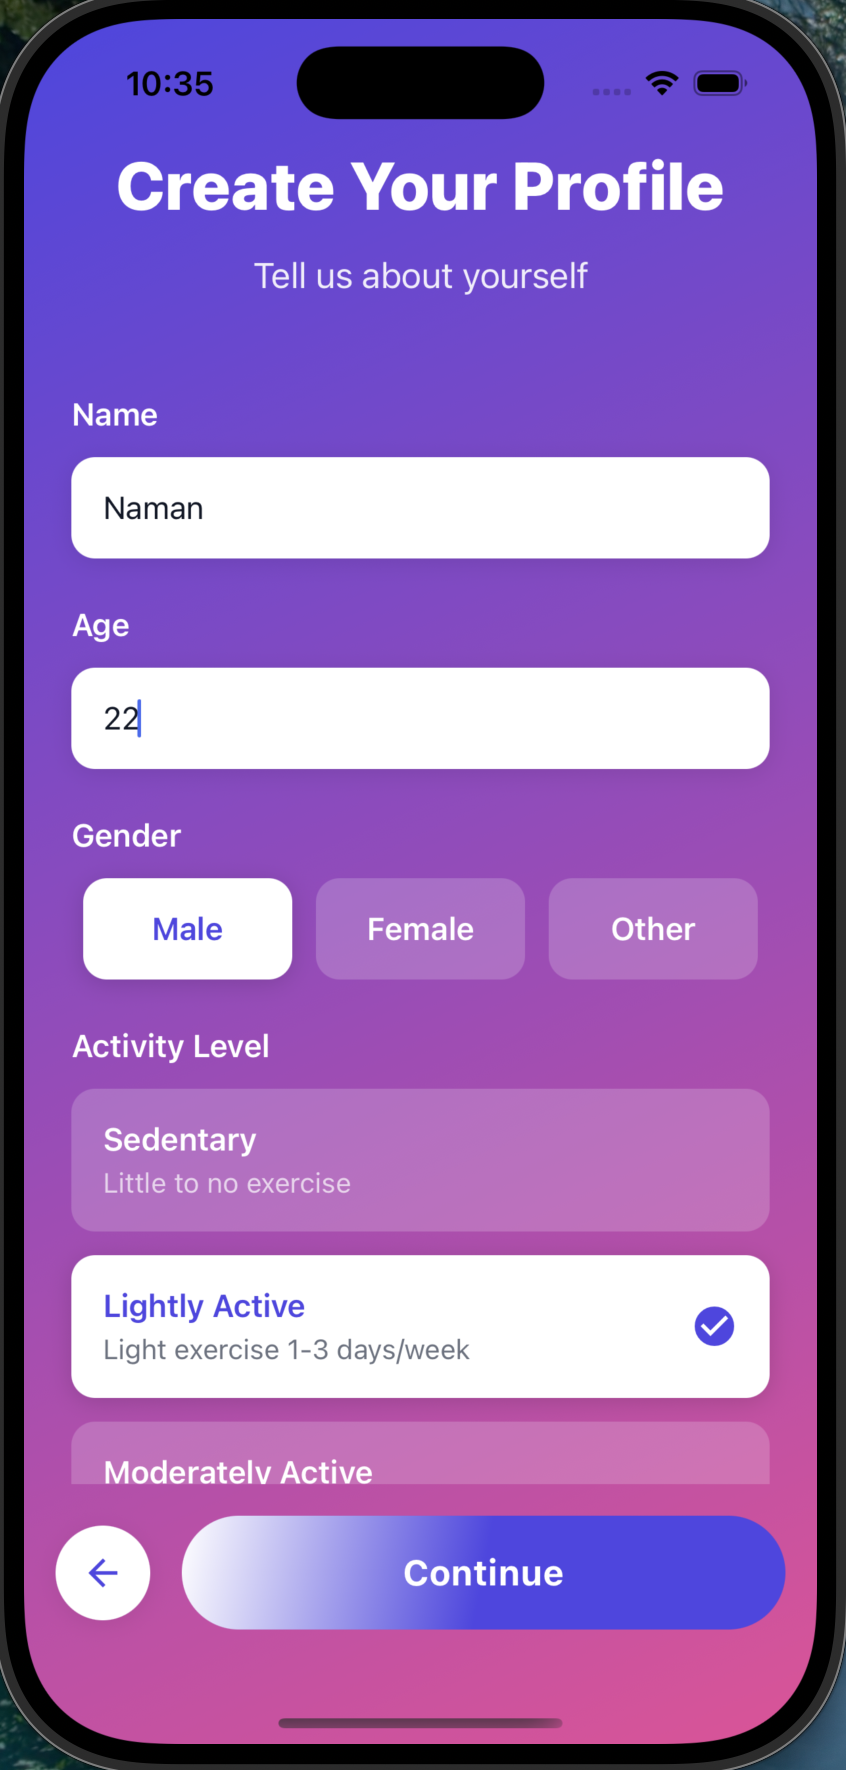 10:35
Create Your Profile
Tell us about yourself
Name
Naman
Age
22
Gender
Male Female Other
Activity Level
Sedentary
Little to no exercise
Lightly Active
Light exercise 1-3 days/week
Moderately Active
Continue